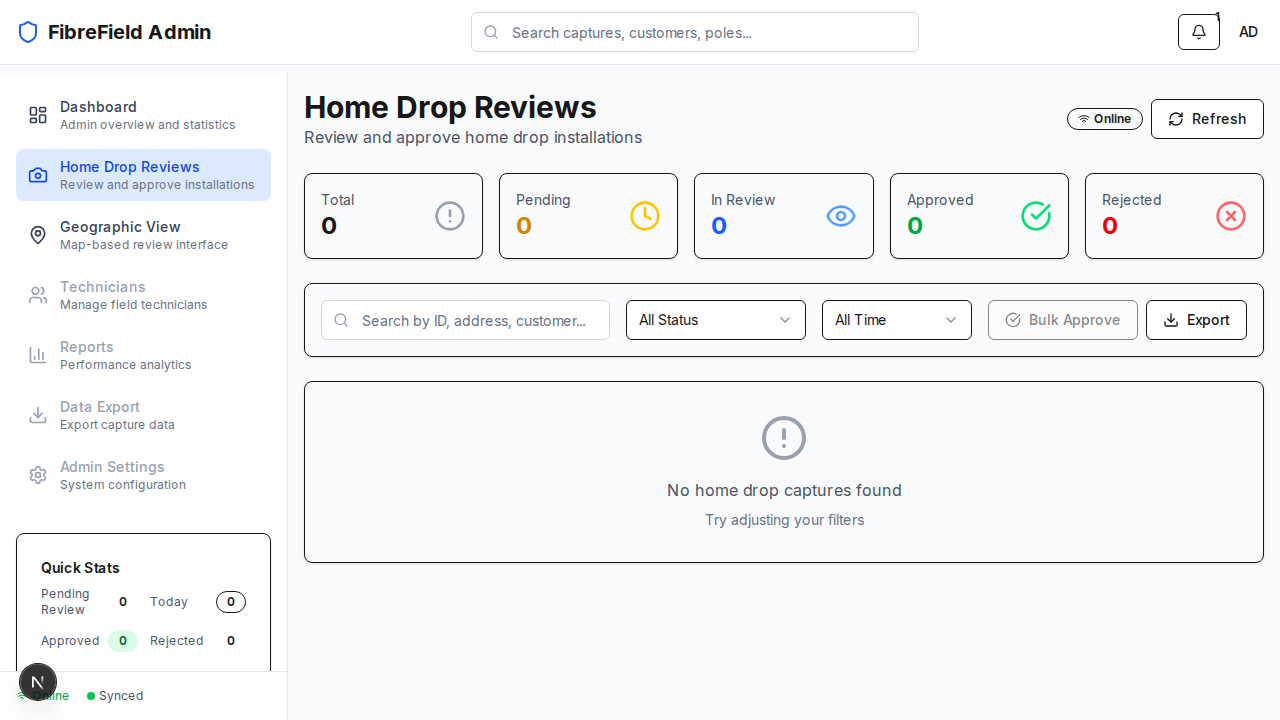 FibreField Admin
Search captures, customers, poles...
1
AD
Dashboard
Admin overview and statistics
Home Drop Reviews
Review and approve installations
Geographic View
Map-based review interface
Technicians
Manage field technicians
Reports
Performance analytics
Data Export
Export capture data
Admin Settings
System configuration
Quick Stats
Pending Review 0 Today 0
Approved 0 Rejected 0
N
Synced
Home Drop Reviews
Review and approve home drop installations
Online
Refresh
Total
0
Pending
0
In Review
0
Approved
0
Rejected
0
Search by ID, address, customer...
All Status
All Time
Bulk Approve
Export
No home drop captures found
Try adjusting your filters